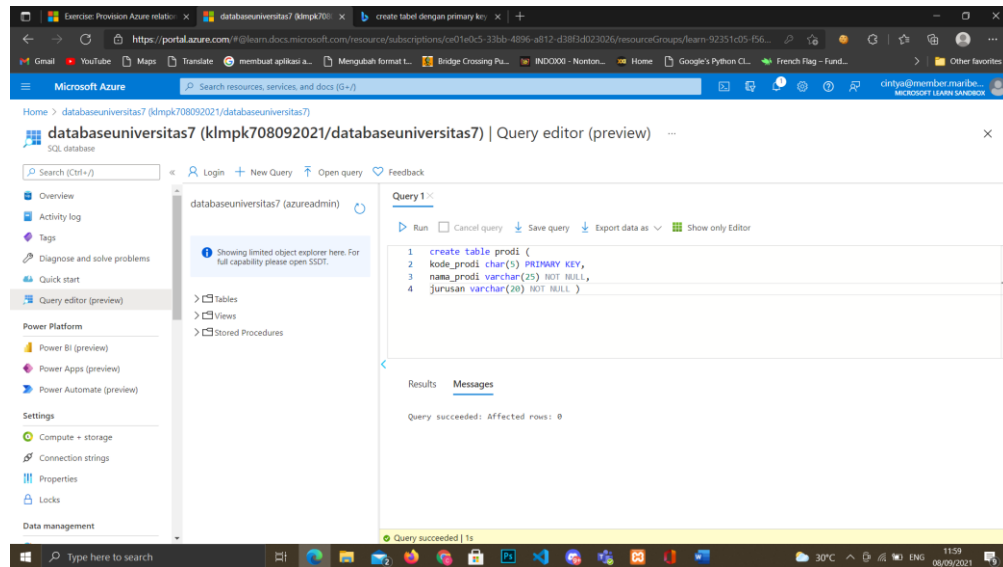 Exercise: Provision Azure relation
databaseuniversitas7 (klmpk708
create tabel dengan primary key
https://portal.azure.com/#@learn.docs.microsoft.com/resource/subscriptions/ce01e0c5-33bb-4896-a812-d38f3d023026/resourceGroups/learn-92351c05-f56...
Gmail YouTube Maps Translate membuat aplikasi a... Mengubah format t... Bridge Crossing Pu... INDOXXI - Nonton... Home Google's Python Cl... French Flag – Fund... Other favorites
Microsoft Azure
Search resources, services, and docs (G+/)
1
cintya@member.maribe...
MICROSOFT LEARN SANDBOX
Home > databaseuniversitas7 (klmpk708092021/databaseuniversitas7)
databaseuniversitas7 (klmpk708092021/databaseuniversitas7) | Query editor (preview) ...
SQL database
Search (Ctrl+/)
Login
New Query
Open query
Feedback
Overview
Activity log
Tags
Diagnose and solve problems
Quick start
Query editor (preview)
Power Platform
Power BI (preview)
Power Apps (preview)
Power Automate (preview)
Settings
Compute + storage
Connection strings
Properties
Locks
Data management
databaseuniversitas7 (azureadmin)
Showing limited object explorer here. For
full capability please open SSDT.
Tables
Views
Stored Procedures
Query 1
Run Cancel query Save query Export data as Show only Editor
1 create table prodi (
2 kode_prodi char(5) PRIMARY KEY,
3 nama_prodi varchar(25) NOT NULL,
4 jurusan varchar(20) NOT NULL )
Results Messages
Query succeeded: Affected rows: 0
Query succeeded | 1s
Type here to search
30°C
ENG
11:59
08/09/2021